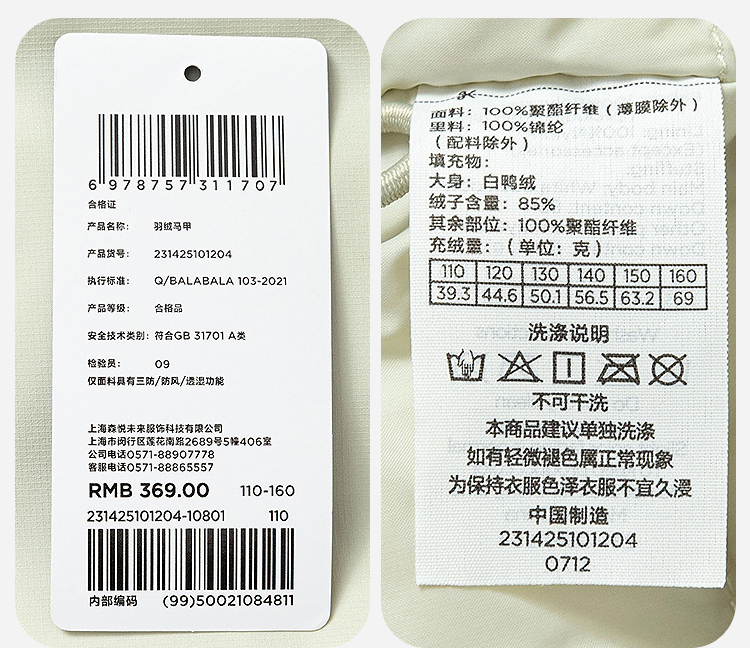 6 978757 311707
合格证
产品名称: 羽绒马甲
产品货号: 231425101204
执行标准: Q/BALABALA 103-2021
产品等级: 合格品
安全技术类别: 符合GB 31701 A类
检验员: 09
仅面料具有三防/防风/透湿功能
上海森悦未来服饰科技有限公司
上海市闵行区莲花南路2689号5幢406室
公司电话0571-88907778
客服电话0571-88865557
RMB 369.00 110-160
231425101204-10801 110
内部编码 (99)50021084811
面料: 100%聚酯纤维(薄膜除外)
里料: 100%锦纶
(配料除外)
填充物:
大身: 白鸭绒
绒子含量: 85%
其余部位: 100%聚酯纤维
充绒量: (单位: 克)
110 120 130 140 150 160
39.3 44.6 50.1 56.5 63.2 69
洗涤说明
不可干洗
本商品建议单独洗涤
如有轻微褪色属正常现象
为保持衣服色泽衣服不宜久浸
中国制造
231425101204
0712